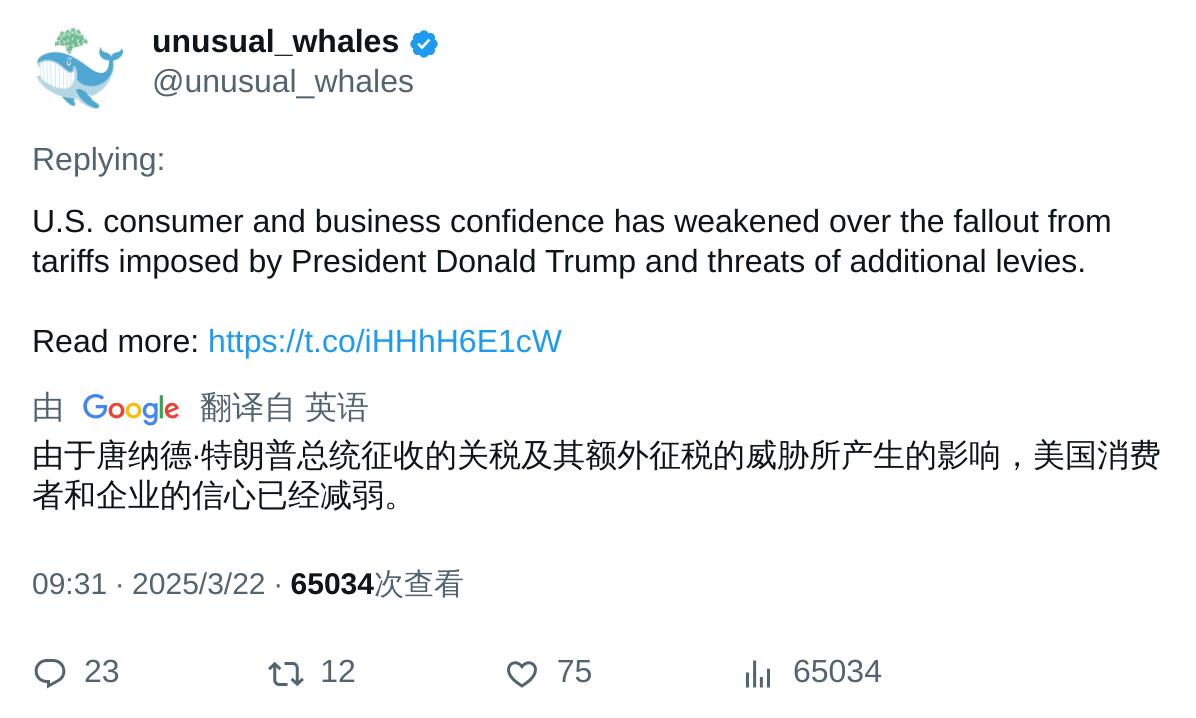 unusual_whales
@unusual_whales
Replying:
U.S. consumer and business confidence has weakened over the fallout from
tariffs imposed by President Donald Trump and threats of additional levies.
Read more: https://t.co/iHHhH6E1cW
由 Google 翻译自 英语
由于唐纳德·特朗普总统征收的关税及其额外征税的威胁所产生的影响，美国消费
者和企业的信心已经减弱。
09:31 · 2025/3/22 · 65034次查看
23 12 75 65034